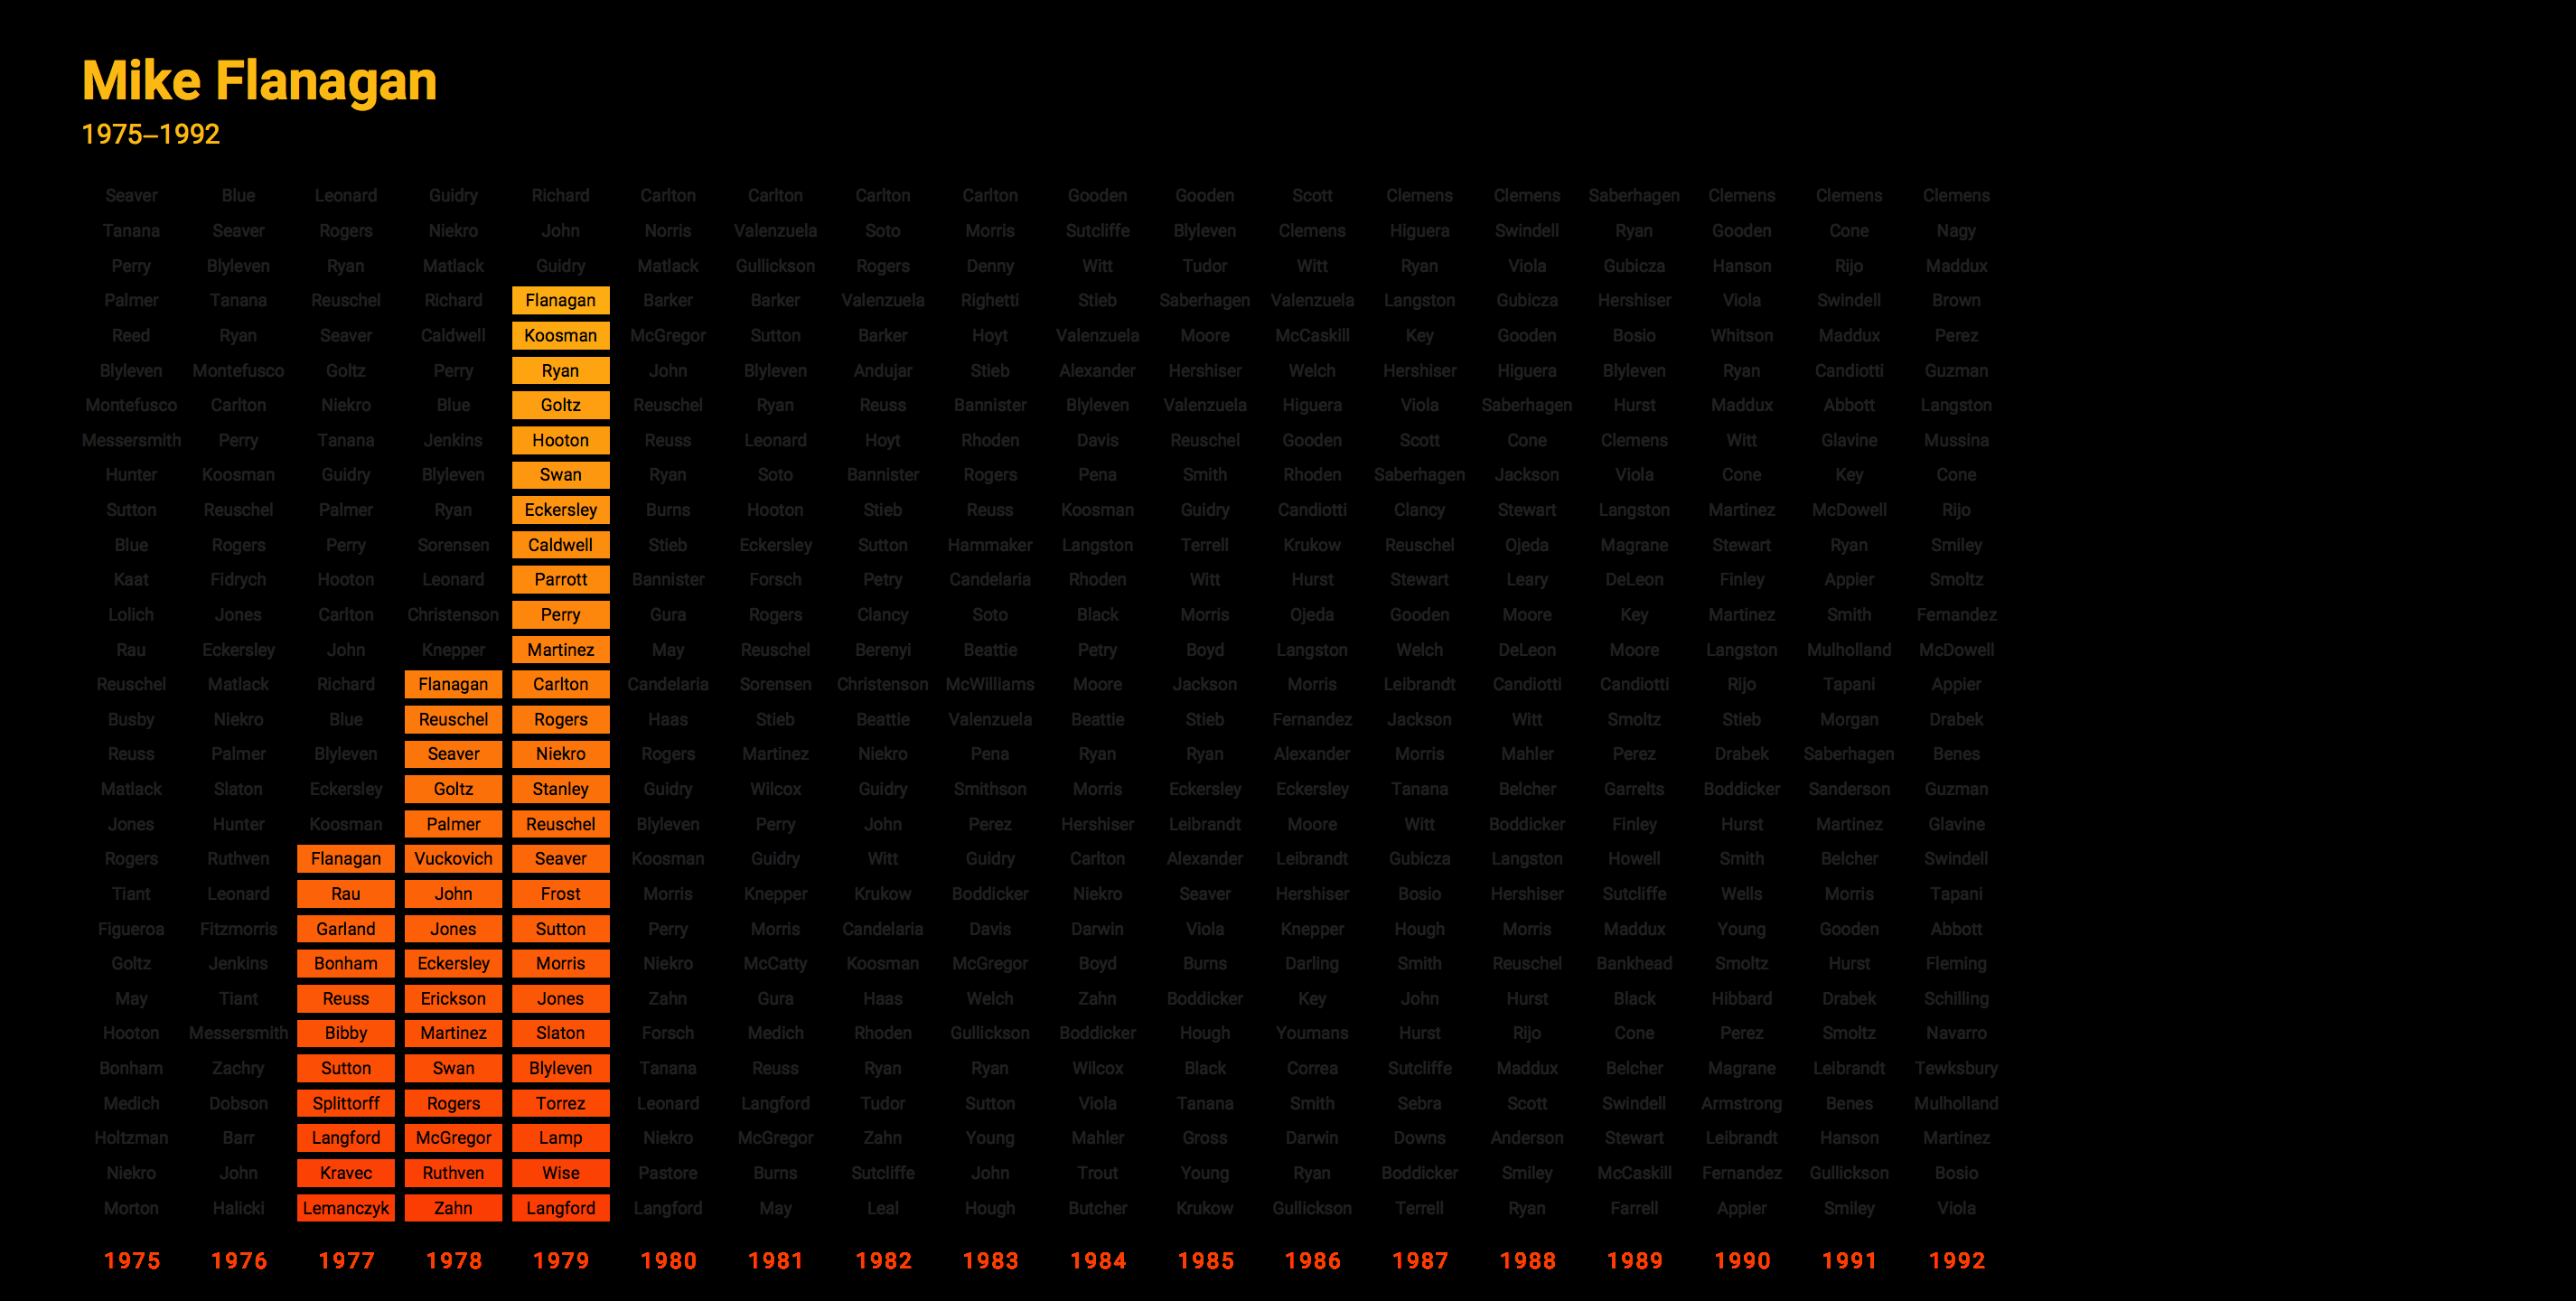 Mike Flanagan
1975–1992
Seaver Blue Leonard Guidry Richard Carlton Carlton Carlton Carlton Gooden Gooden Scott Clemens Clemens Saberhagen Clemens Clemens Clemens
Tanana Seaver Rogers Niekro John Norris Valenzuela Soto Morris Sutcliffe Blyleven Clemens Higuera Swindell Ryan Gooden Cone Nagy
Perry Blyleven Ryan Matlack Guidry Matlack Gullickson Rogers Denny Witt Tudor Witt Ryan Viola Gubicza Hanson Rijo Maddux
Palmer Tanana Reuschel Richard Flanagan Barker Barker Valenzuela Righetti Stieb Saberhagen Valenzuela Langston Gubicza Hershiser Viola Swindell Brown
Reed Ryan Seaver Caldwell Koosman McGregor Sutton Barker Hoyt Valenzuela Moore McCaskill Key Gooden Bosio Whitson Maddux Perez
Blyleven Montefusco Goltz Perry Ryan John Blyleven Andujar Stieb Alexander Hershiser Welch Hershiser Higuera Blyleven Ryan Candiotti Guzman
Montefusco Carlton Niekro Blue Goltz Reuschel Ryan Reuss Bannister Blyleven Valenzuela Higuera Viola Saberhagen Hurst Maddux Abbott Langston
Messersmith Perry Tanana Jenkins Hooton Reuss Leonard Hoyt Rhoden Davis Reuschel Gooden Scott Cone Clemens Witt Glavine Mussina
Hunter Koosman Guidry Blyleven Swan Ryan Soto Bannister Rogers Pena Smith Rhoden Saberhagen Jackson Viola Cone Key Cone
Sutton Reuschel Palmer Ryan Eckersley Burns Hooton Stieb Reuss Koosman Guidry Candiotti Clancy Stewart Langston Martinez McDowell Rijo
Blue Rogers Perry Sorensen Caldwell Stieb Eckersley Sutton Hammaker Langston Terrell Krukow Reuschel Ojeda Magrane Stewart Ryan Smiley
Kaat Fidrych Hooton Leonard Parrott Bannister Forsch Petry Candelaria Rhoden Witt Hurst Stewart Leary DeLeon Finley Appier Smoltz
Lolich Jones Carlton Christenson Perry Gura Rogers Clancy Soto Black Morris Ojeda Gooden Moore Key Martinez Smith Fernandez
Rau Eckersley John Knepper Martinez May Reuschel Berenyi Beattie Petry Boyd Langston Welch DeLeon Moore Langston Mulholland McDowell
Reuschel Matlack Richard Flanagan Carlton Candelaria Sorensen Christenson McWilliams Moore Jackson Morris Leibrandt Candiotti Candiotti Rijo Tapani Appier
Busby Niekro Blue Reuschel Rogers Haas Stieb Beattie Valenzuela Beattie Stieb Fernandez Jackson Witt Smoltz Stieb Morgan Drabek
Reuss Palmer Blyleven Seaver Niekro Rogers Martinez Niekro Pena Ryan Ryan Alexander Morris Mahler Perez Drabek Saberhagen Benes
Matlack Slaton Eckersley Goltz Stanley Guidry Wilcox Guidry Smithson Morris Eckersley Eckersley Tanana Belcher Garrelts Boddicker Sanderson Guzman
Jones Hunter Koosman Palmer Reuschel Blyleven Perry John Perez Hershiser Leibrandt Moore Witt Boddicker Finley Hurst Martinez Glavine
Rogers Ruthven Flanagan Vuckovich Seaver Koosman Guidry Witt Guidry Carlton Alexander Leibrandt Gubicza Langston Howell Smith Belcher Swindell
Tiant Leonard Rau John Frost Morris Knepper Krukow Boddicker Niekro Seaver Hershiser Bosio Hershiser Sutcliffe Wells Morris Tapani
Figueroa Fitzmorris Garland Jones Sutton Perry Morris Candelaria Davis Darwin Viola Knepper Hough Morris Maddux Young Gooden Abbott
Goltz Jenkins Bonham Eckersley Morris Niekro McCatty Koosman McGregor Boyd Burns Darling Smith Reuschel Bankhead Smoltz Hurst Fleming
May Tiant Reuss Erickson Jones Zahn Gura Haas Welch Zahn Boddicker Key John Hurst Black Hibbard Drabek Schilling
Hooton Messersmith Bibby Martinez Slaton Forsch Medich Rhoden Gullickson Boddicker Hough Youmans Hurst Rijo Cone Perez Smoltz Navarro
Bonham Zachry Sutton Swan Blyleven Tanana Reuss Ryan Ryan Wilcox Black Correa Sutcliffe Maddux Belcher Magrane Leibrandt Tewksbury
Medich Dobson Splittorff Rogers Torrez Leonard Langford Tudor Sutton Viola Tanana Smith Sebra Scott Swindell Armstrong Benes Mulholland
Holtzman Barr Langford McGregor Lamp Niekro McGregor Zahn Young Mahler Gross Darwin Downs Anderson Stewart Leibrandt Hanson Martinez
Niekro John Kravec Ruthven Wise Pastore Burns Sutcliffe John Trout Young Ryan Boddicker Smiley McCaskill Fernandez Gullickson Bosio
Morton Halicki Lemanczyk Zahn Langford Langford May Leal Hough Butcher Krukow Gullickson Terrell Ryan Farrell Appier Smiley Viola
1975 1976 1977 1978 1979 1980 1981 1982 1983 1984 1985 1986 1987 1988 1989 1990 1991 1992